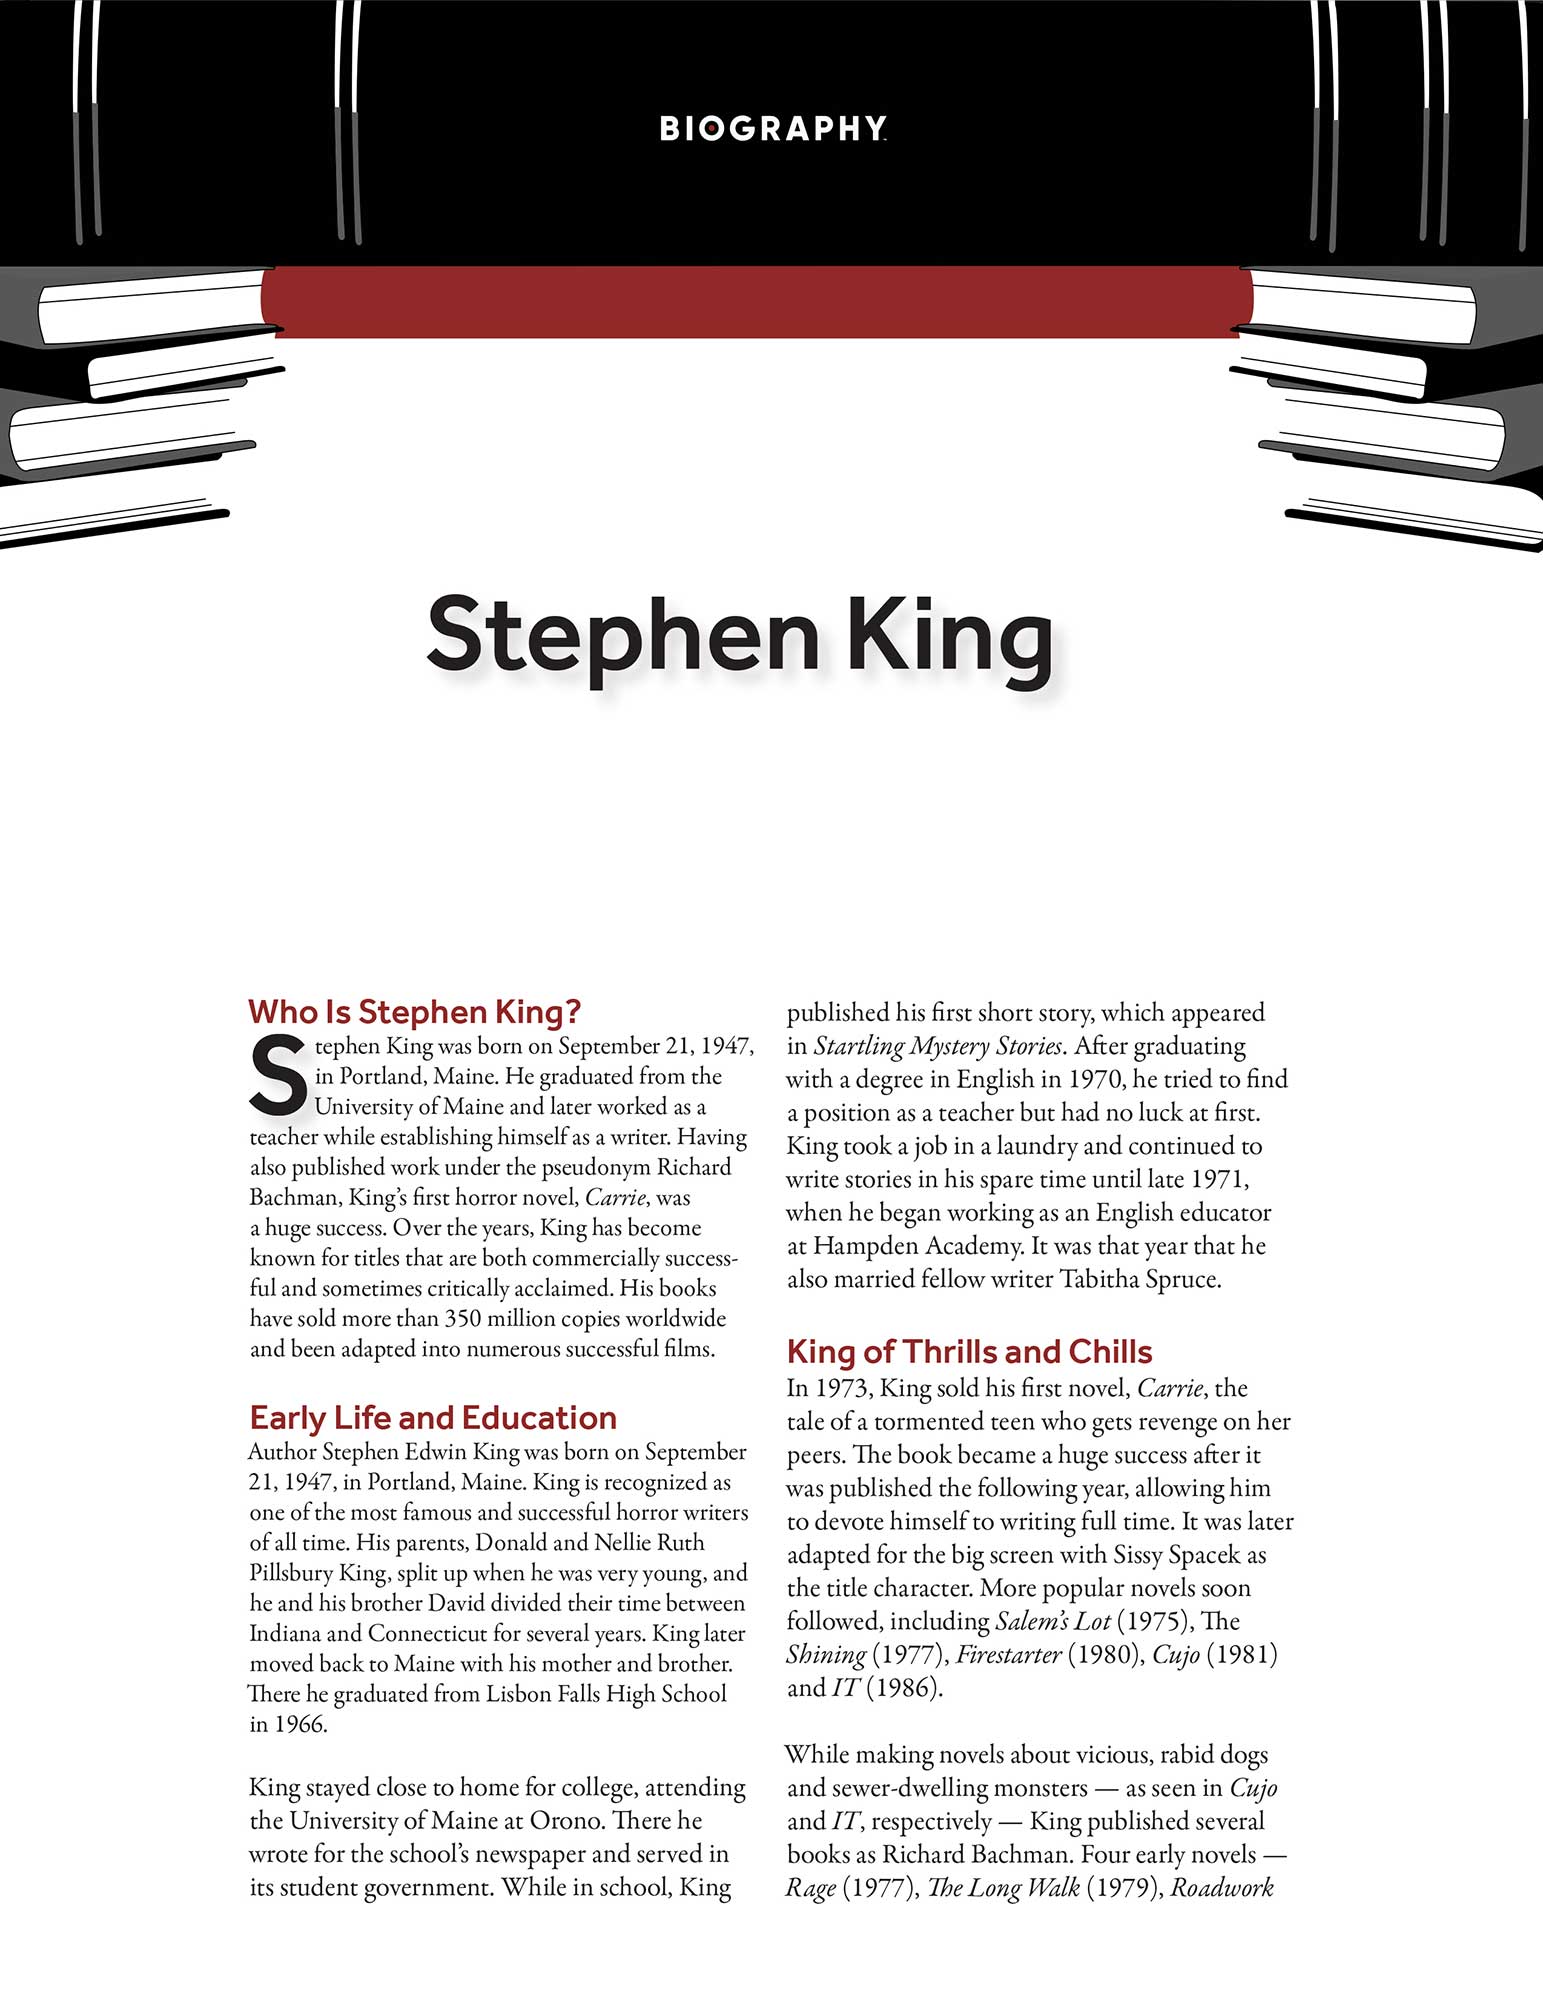 BIOGRAPHY
Stephen King
Who Is Stephen King?
Stephen King was born on September 21, 1947,
in Portland, Maine. He graduated from the
University of Maine and later worked as a
teacher while establishing himself as a writer. Having
also published work under the pseudonym Richard
Bachman, King’s first horror novel, Carrie, was
a huge success. Over the years, King has become
known for titles that are both commercially success-
ful and sometimes critically acclaimed. His books
have sold more than 350 million copies worldwide
and been adapted into numerous successful films.
Early Life and Education
Author Stephen Edwin King was born on September
21, 1947, in Portland, Maine. King is recognized as
one of the most famous and successful horror writers
of all time. His parents, Donald and Nellie Ruth
Pillsbury King, split up when he was very young, and
he and his brother David divided their time between
Indiana and Connecticut for several years. King later
moved back to Maine with his mother and brother.
There he graduated from Lisbon Falls High School
in 1966.
King stayed close to home for college, attending
the University of Maine at Orono. There he
wrote for the school’s newspaper and served in
its student government. While in school, King
published his first short story, which appeared
in Startling Mystery Stories. After graduating
with a degree in English in 1970, he tried to find
a position as a teacher but had no luck at first.
King took a job in a laundry and continued to
write stories in his spare time until late 1971,
when he began working as an English educator
at Hampden Academy. It was that year that he
also married fellow writer Tabitha Spruce.
King of Thrills and Chills
In 1973, King sold his first novel, Carrie, the
tale of a tormented teen who gets revenge on her
peers. The book became a huge success after it
was published the following year, allowing him
to devote himself to writing full time. It was later
adapted for the big screen with Sissy Spacek as
the title character. More popular novels soon
followed, including Salem’s Lot (1975), The
Shining (1977), Firestarter (1980), Cujo (1981)
and IT (1986).
While making novels about vicious, rabid dogs
and sewer-dwelling monsters — as seen in Cujo
and IT, respectively — King published several
books as Richard Bachman. Four early novels —
Rage (1977), The Long Walk (1979), Roadwork